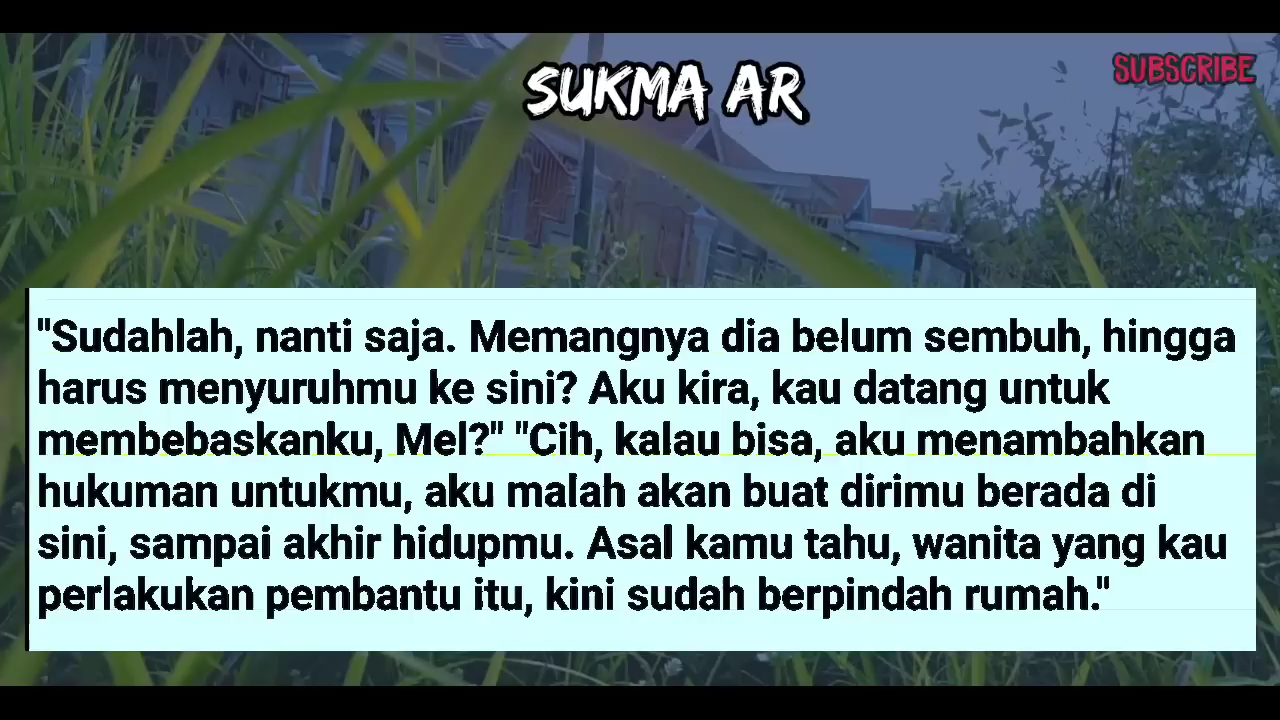 SUKMA AR
SUBSCRIBE
"Sudahlah, nanti saja. Memangnya dia belum sembuh, hingga
harus menyuruhmu ke sini? Aku kira, kau datang untuk
membebaskanku, Mel?" "Cih, kalau bisa, aku menambahkan
hukuman untukmu, aku malah akan buat dirimu berada di
sini, sampai akhir hidupmu. Asal kamu tahu, wanita yang kau
perlakukan pembantu itu, kini sudah berpindah rumah."